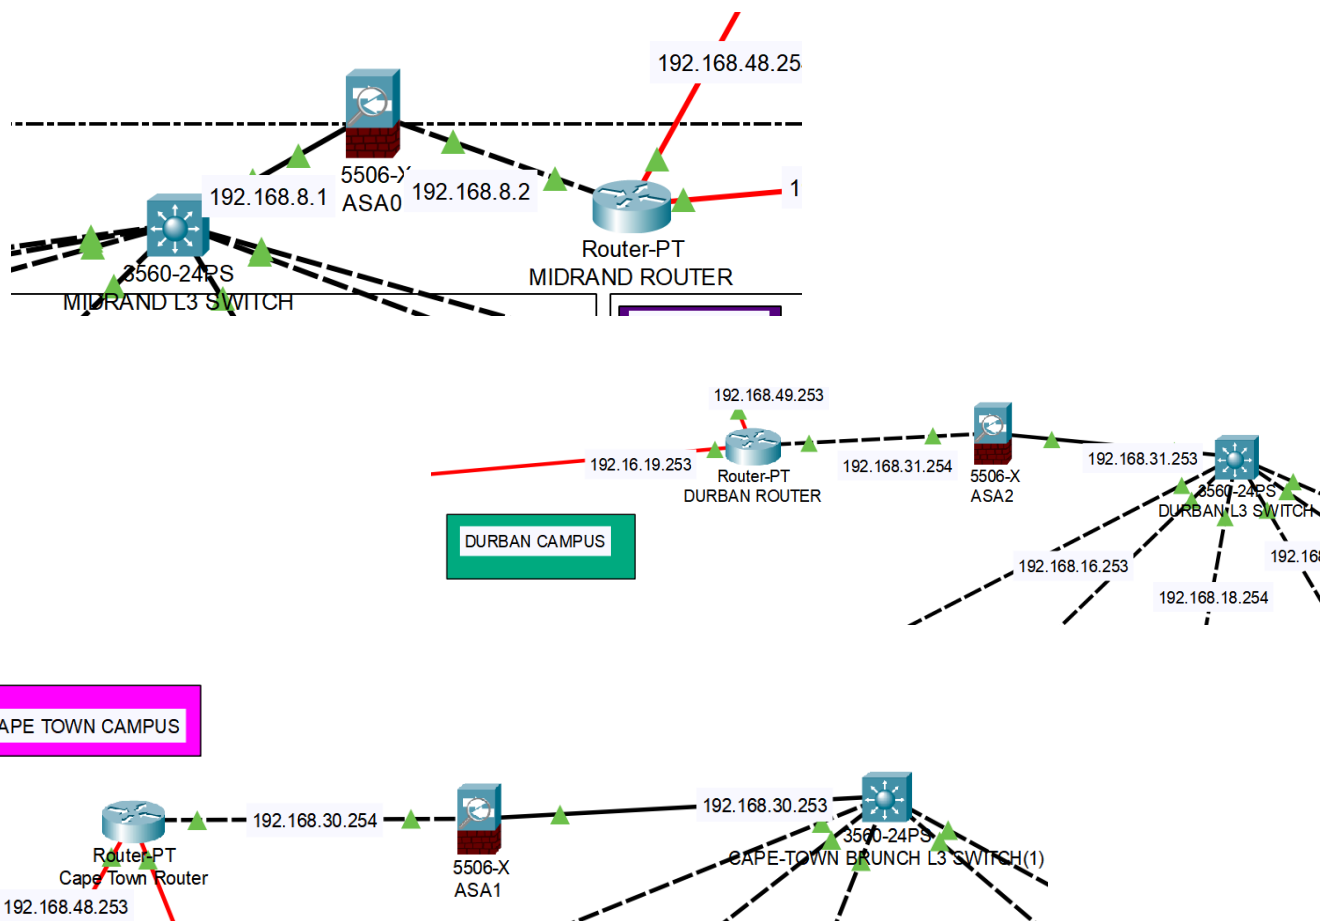 192.168.48.25
5506-X
ASA0
192.168.8.1
192.168.8.2
1
Router-PT
MIDRAND ROUTER
3560-24PS
MIDRAND L3 SWITCH
192.168.49.253
192.16.19.253
Router-PT
DURBAN ROUTER
192.168.31.254
5506-X
ASA2
192.168.31.253
3560-24PS
DURBAN L3 SWITCH
DURBAN CAMPUS
192.168.16.253
192.168.18.254
192.168
APE TOWN CAMPUS
192.168.30.254
192.168.30.253
Router-PT
Cape Town Router
192.168.48.253
5506-X
ASA1
3560-24PS
CAPE-TOWN BRUNCH L3 SWITCH(1)